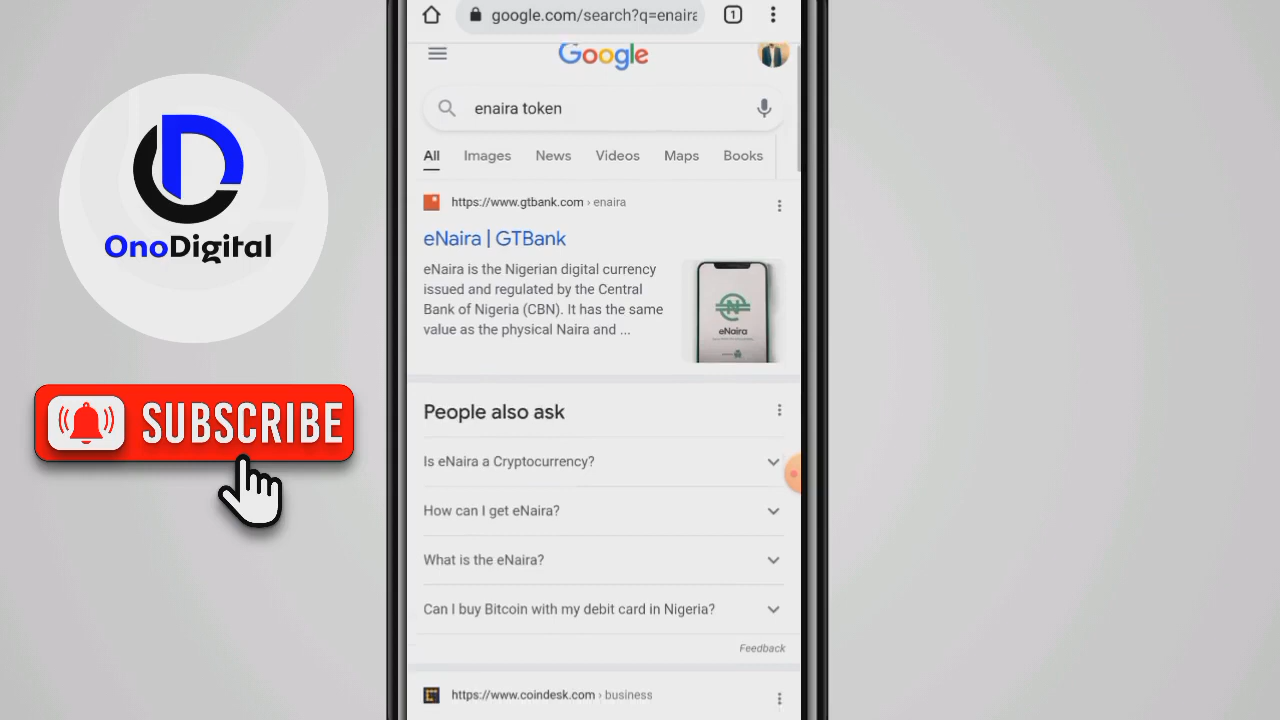 OnoDigital
SUBSCRIBE
google.com/search?q=enaira
1
Google
enaira token
All Images News Videos Maps Books
https://www.gtbank.com › enaira
eNaira | GTBank
eNaira is the Nigerian digital currency
issued and regulated by the Central
Bank of Nigeria (CBN). It has the same
value as the physical Naira and ...
eNaira
People also ask
Is eNaira a Cryptocurrency?
How can I get eNaira?
What is the eNaira?
Can I buy Bitcoin with my debit card in Nigeria?
Feedback
https://www.coindesk.com › business